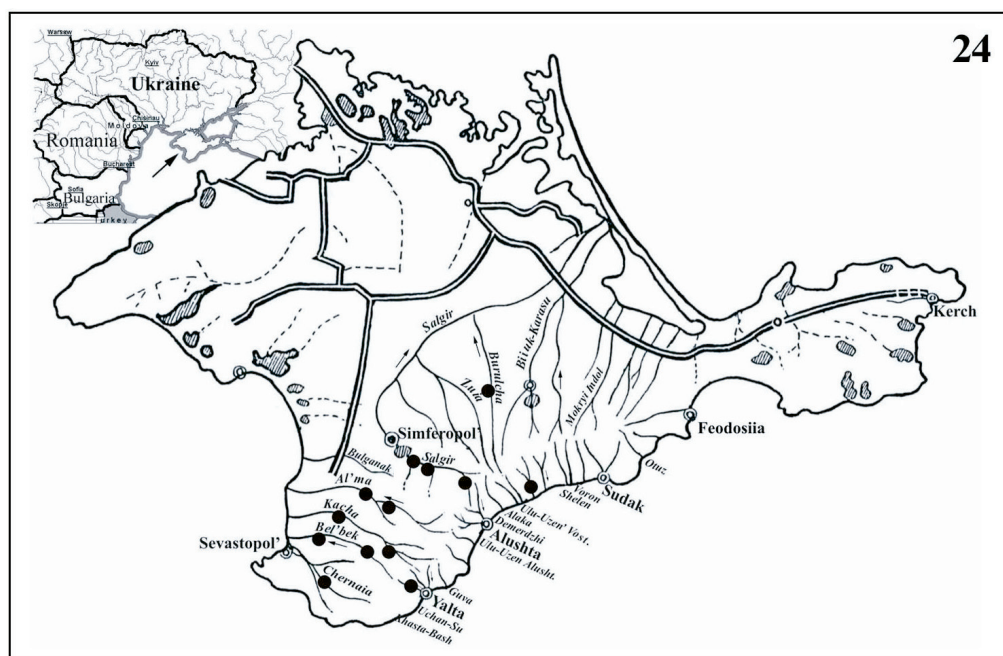 24
Warsaw
Kyiv
Ukraine
Chisinau
Moldova
Romania
Bucharest
Sofia
Bulgaria
Skopje
Turkey
Kerch
Salgir
Burulcha
Zuia
Biiuk-Karasu
Mokryi Indol
Feodosiia
Simferopol'
Salgir
Bulganak
Otuz
Al'ma
Sudak
Voron
Shelen
Ulu-Uzen' Vost.
Alaka
Demerdzhi
Alushta
Ulu-Uzen Alusht.
Kacha
Bel'bek
Sevastopol'
Chernaia
Guva
Yalta
Uchan-Su
Khasta-Bash